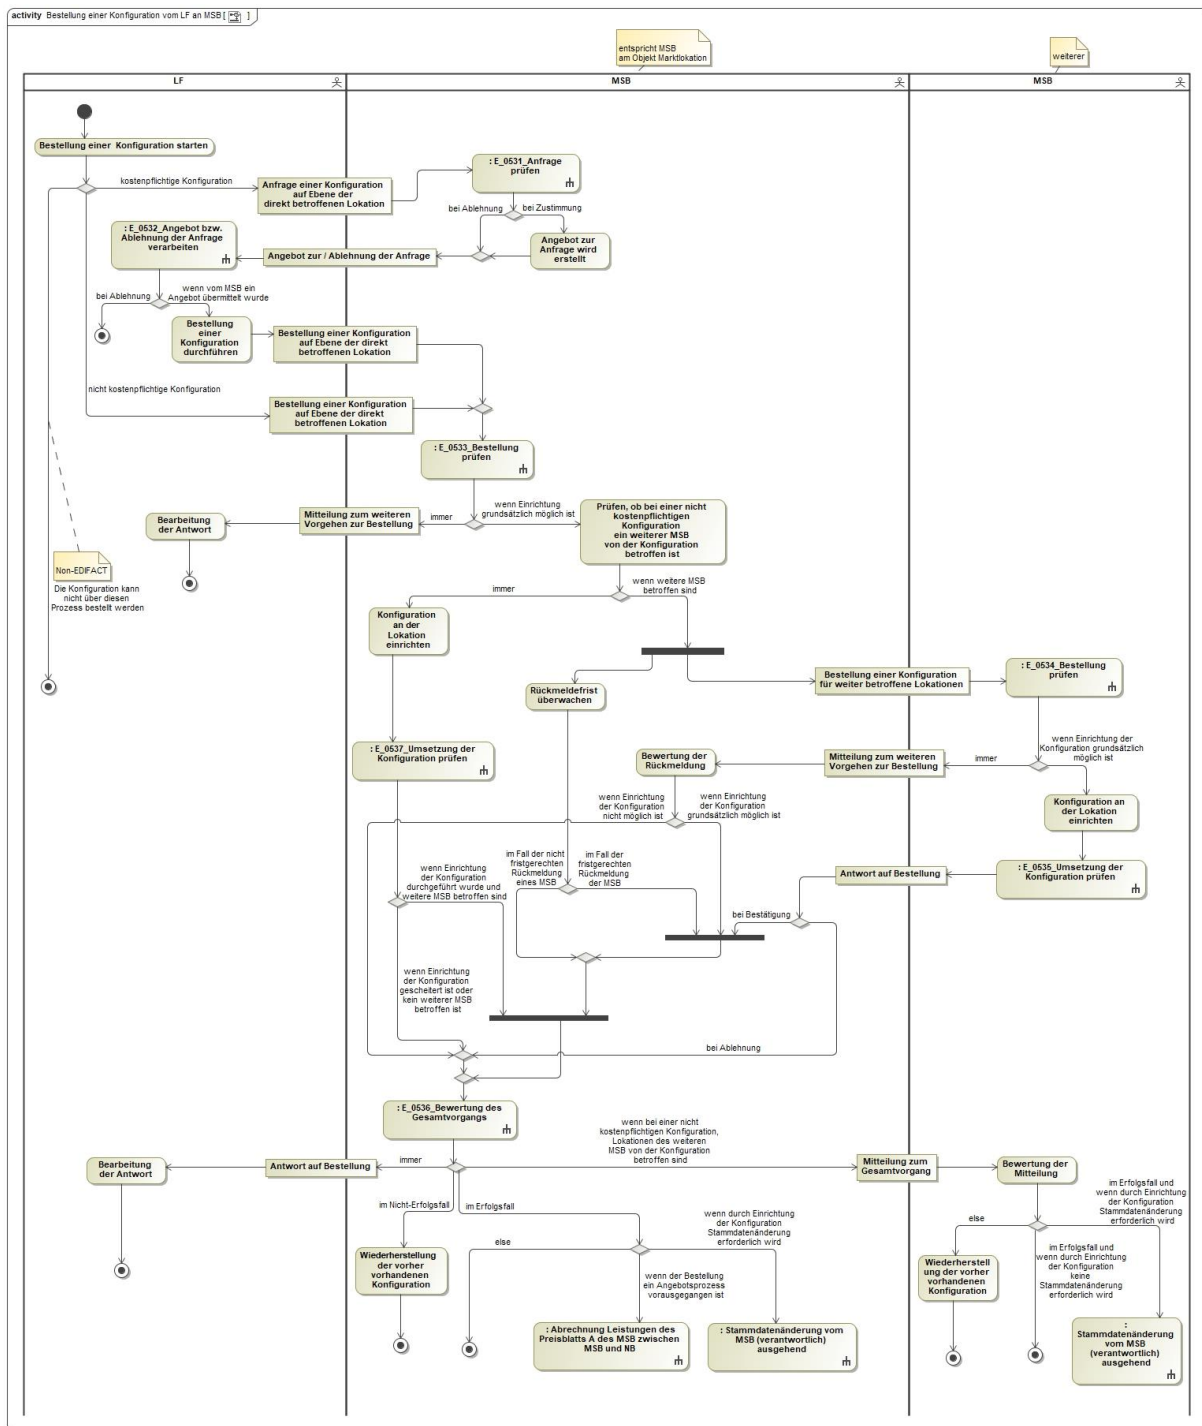 activity Bestellung einer Konfiguration vom LF an MSB [ ]
entspricht MSB
am Objekt Marktlokation
weiterer
LF
MSB
MSB
Bestellung einer Konfiguration starten
kostenpflichtige Konfiguration
Anfrage einer Konfiguration
auf Ebene der
direkt betroffenen Lokation
: E_0531_Anfrage
prüfen
bei Ablehnung
bei Zustimmung
: E_0532_Angebot bzw.
Ablehnung der Anfrage
verarbeiten
Angebot zur / Ablehnung der Anfrage
Angebot zur
Anfrage wird
erstellt
bei Ablehnung
wenn vom MSB ein
Angebot übermittelt wurde
Bestellung
einer
Konfiguration
durchführen
Bestellung einer Konfiguration
auf Ebene der direkt
betroffenen Lokation
nicht kostenpflichtige Konfiguration
Bestellung einer Konfiguration
auf Ebene der direkt
betroffenen Lokation
: E_0533_Bestellung
prüfen
Bearbeitung
der Antwort
Mitteilung zum weiteren
Vorgehen zur Bestellung
immer
wenn Einrichtung
grundsätzlich möglich ist
Prüfen, ob bei einer nicht
kostenpflichtigen
Konfiguration
ein weiterer MSB
von der Konfiguration
betroffen ist
Non-EDIFACT
Die Konfiguration kann
nicht über diesen
Prozess bestellt werden
immer
wenn weitere MSB
betroffen sind
Konfiguration
an der
Lokation
einrichten
Rückmeldefrist
überwachen
Bestellung einer Konfiguration
für weiter betroffene Lokationen
: E_0534_Bestellung
prüfen
: E_0537_Umsetzung der
Konfiguration prüfen
Bewertung der
Rückmeldung
Mitteilung zum weiteren
Vorgehen zur Bestellung
immer
wenn Einrichtung der
Konfiguration grundsätzlich
möglich ist
Konfiguration an
der Lokation
einrichten
wenn Einrichtung
der Konfiguration
nicht möglich ist
wenn Einrichtung
der Konfiguration
grundsätzlich möglich ist
im Fall der nicht
fristgerechten
Rückmeldung
eines MSB
im Fall der
fristgerechten
Rückmeldung
der MSB
wenn Einrichtung
der Konfiguration
durchgeführt wurde und
weitere MSB betroffen sind
Antwort auf Bestellung
: E_0535_Umsetzung der
Konfiguration prüfen
bei Bestätigung
wenn Einrichtung
der Konfiguration
gescheitert ist oder
kein weiterer MSB
betroffen ist
bei Ablehnung
: E_0536_Bewertung des
Gesamtvorgangs
wenn bei einer nicht
kostenpflichtigen Konfiguration,
Lokationen des weiteren
MSB von der Konfiguration
betroffen sind
Bearbeitung
der Antwort
Antwort auf Bestellung
immer
Mitteilung zum
Gesamtvorgang
Bewertung der
Mitteilung
im Nicht-Erfolgsfall
im Erfolgsfall
wenn durch Einrichtung
der Konfiguration
Stammdatenänderung
erforderlich wird
else
else
im Erfolgsfall und
wenn durch Einrichtung
der Konfiguration
Stammdatenänderung
erforderlich wird
Wiederherstellung
der vorher
vorhandenen
Konfiguration
wenn der Bestellung
ein Angebotsprozess
vorausgegangen ist
Wiederherstell
ung der vorher
vorhandenen
Konfiguration
im Erfolgsfall und
wenn durch Einrichtung
der Konfiguration
keine
Stammdatenänderung
erforderlich wird
: Abrechnung Leistungen des
Preisblatts A des MSB zwischen
MSB und NB
: Stammdatenänderung vom
MSB (verantwortlich)
ausgehend
:
Stammdatenänderung
vom MSB
(verantwortlich)
ausgehend